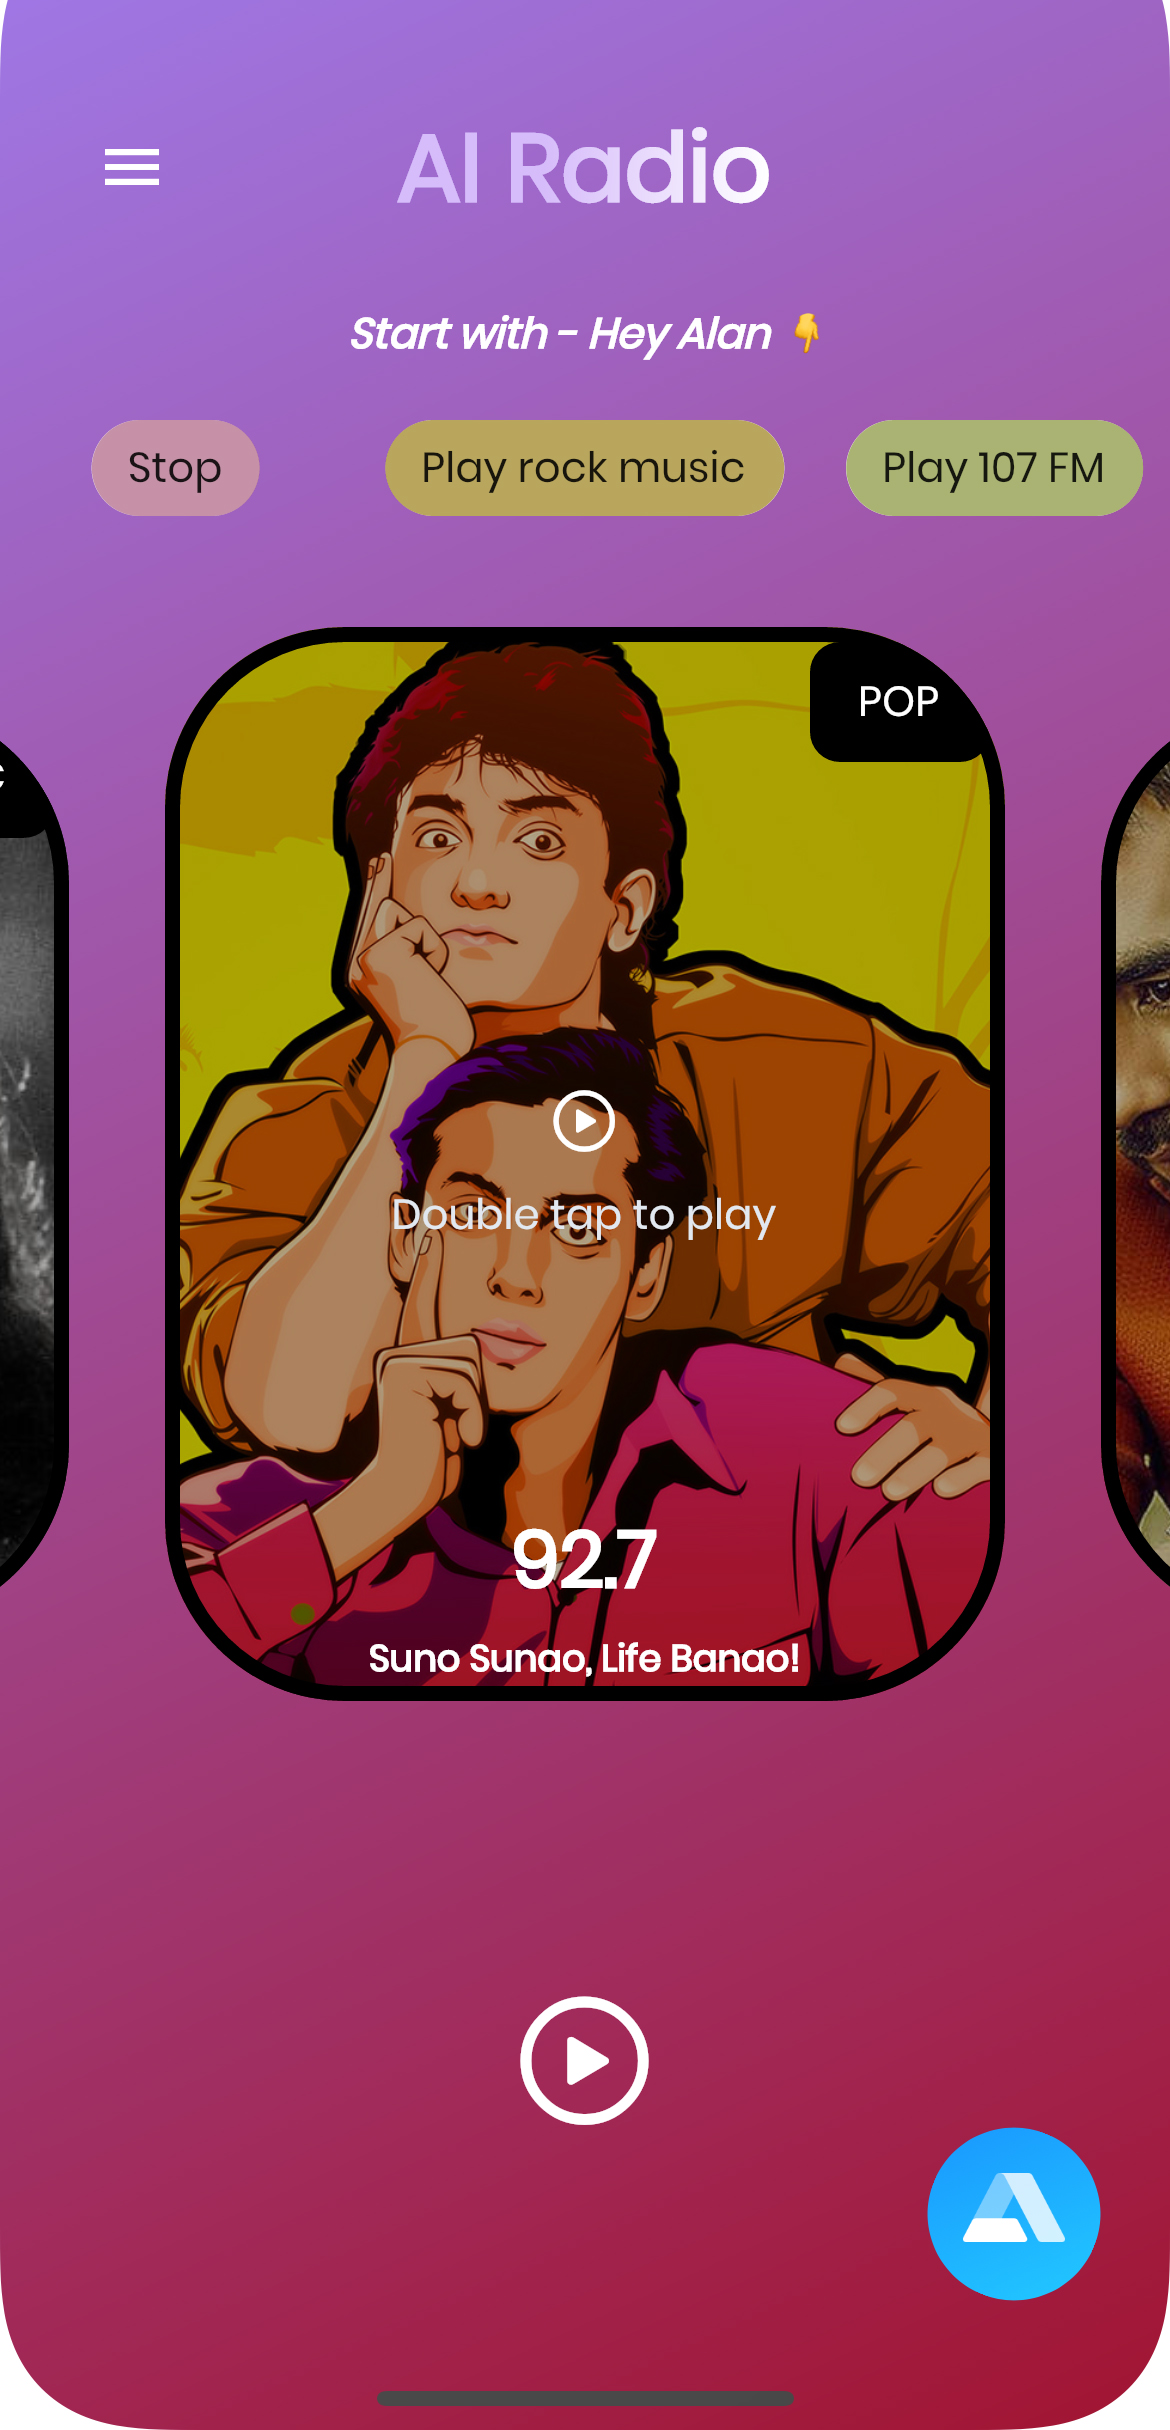 AI Radio
Start with - Hey Alan 👇
Stop
Play rock music
Play 107 FM
POP
Double tap to play
92.7
Suno Sunao, Life Banao!